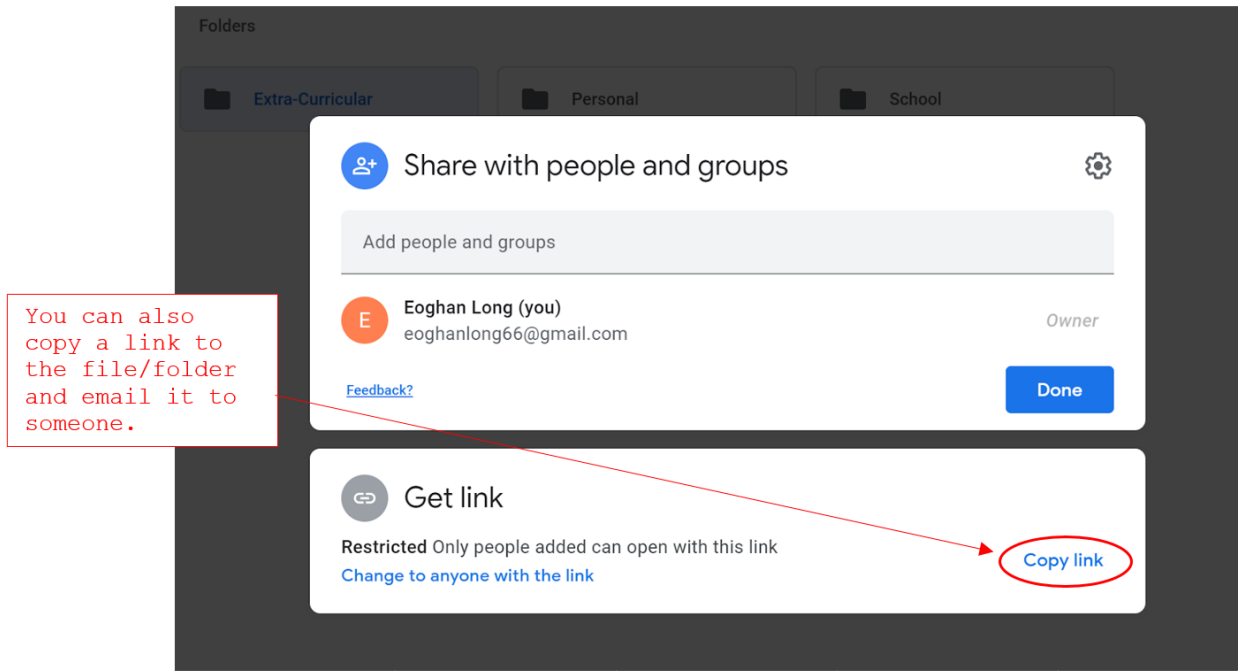 Folders
Extra-Curricular
Personal
School
Share with people and groups
Add people and groups
E
Eoghan Long (you)
eoghanlong66@gmail.com
Owner
Feedback?
Done
You can also
copy a link to
the file/folder
and email it to
someone.
Get link
Restricted Only people added can open with this link
Change to anyone with the link
Copy link